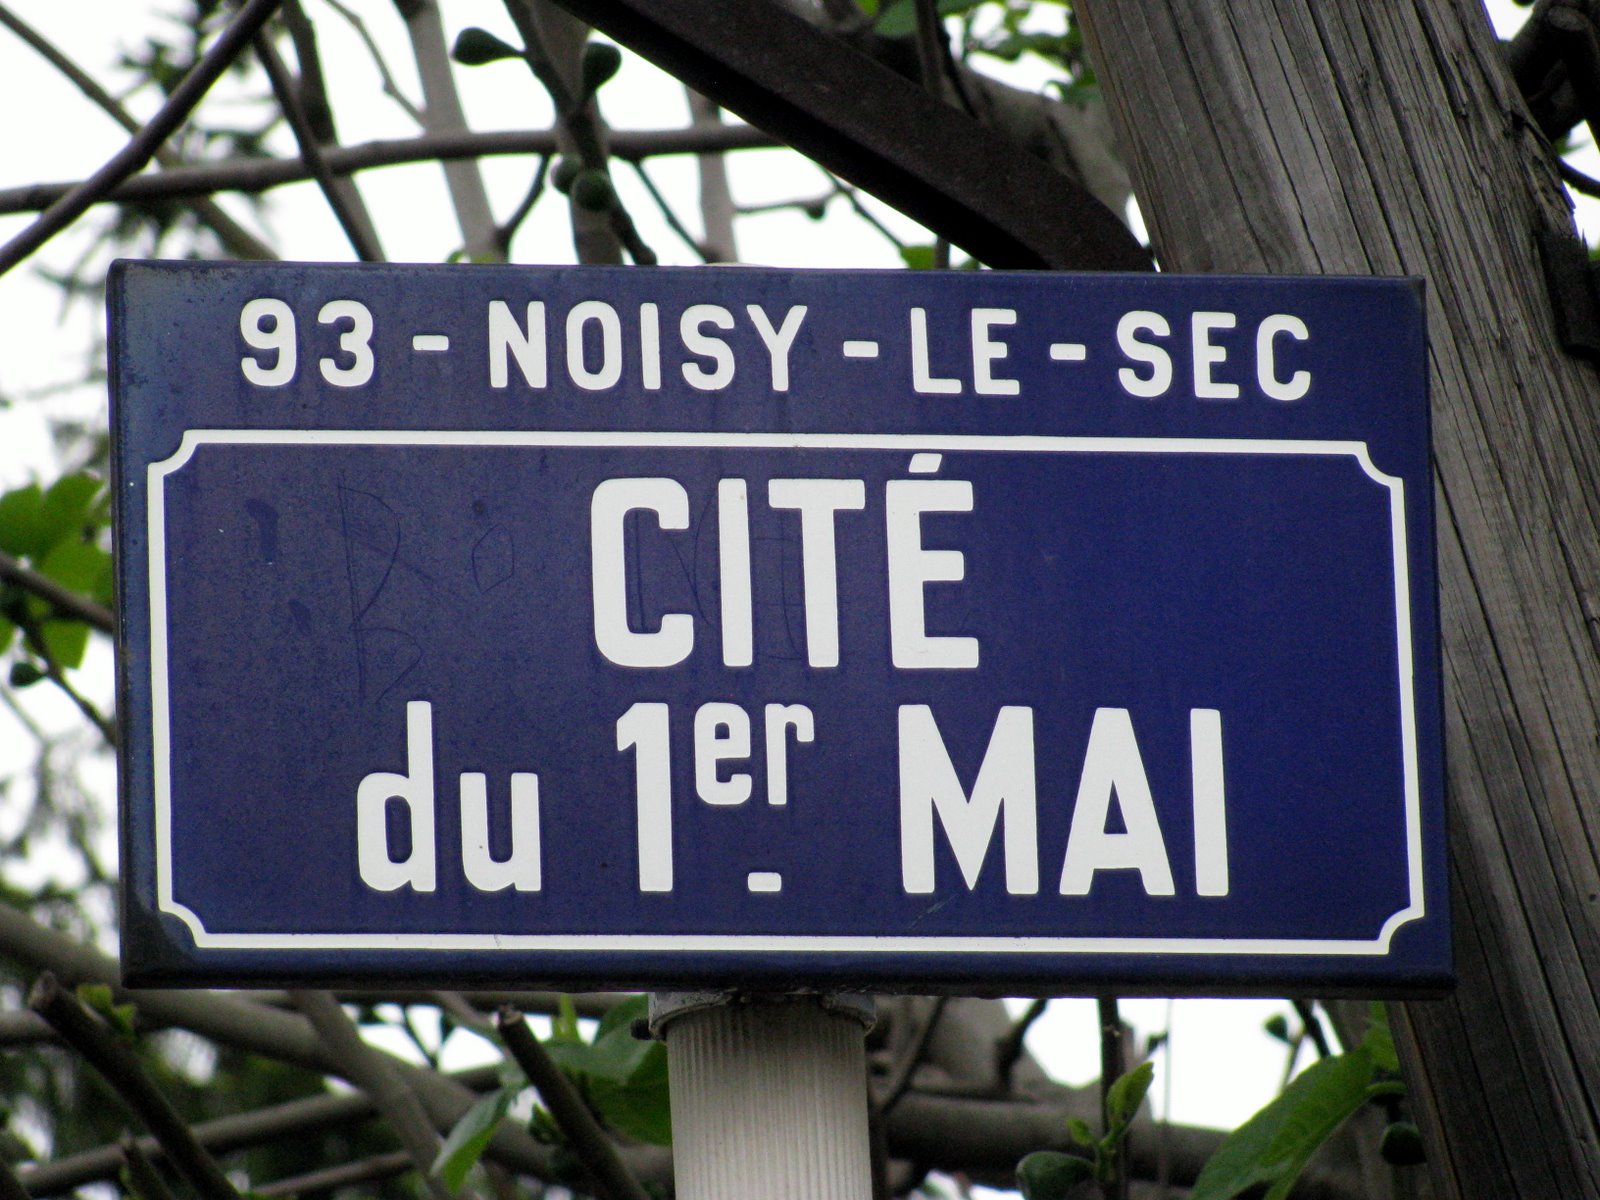 93 - NOISY - LE - SEC
CITÉ
du 1er MAI